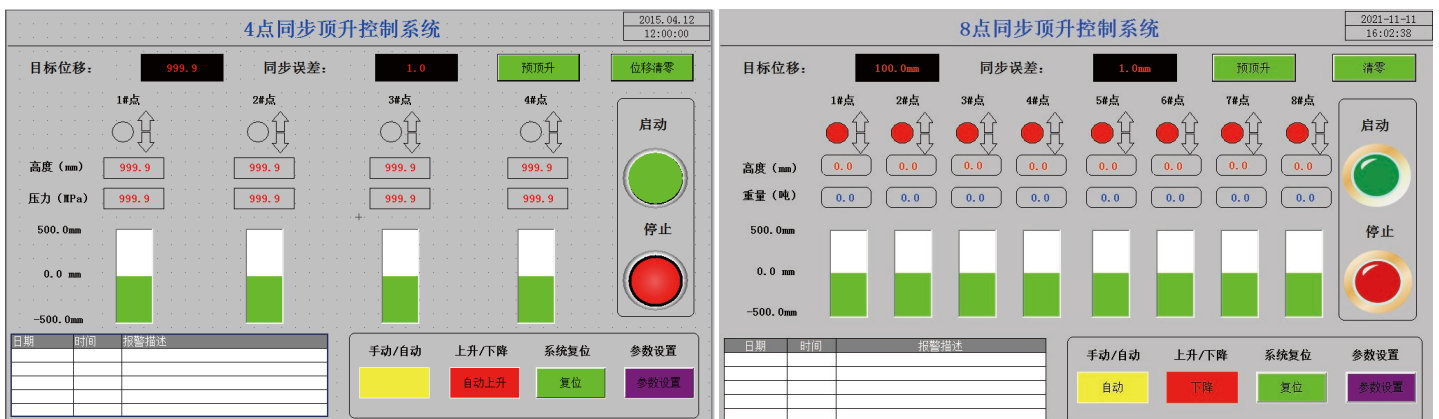 4点同步顶升控制系统
2015.04.12
12:00:00
目标位移:
999.9
同步误差:
1.0
预顶升
位移清零
1#点
2#点
3#点
4#点
启动
高度(mm)
999.9
999.9
999.9
999.9
压力(MPa)
999.9
999.9
999.9
999.9
500.0mm
停止
0.0 mm
-500.0mm
日期 时间 报警描述
手动/自动 上升/下降 系统复位 参数设置
自动上升 复位 参数设置
8点同步顶升控制系统
2021-11-11
16:02:38
目标位移:
100.0mm
同步误差:
1.0mm
预顶升
清零
1#点
2#点
3#点
4#点
5#点
6#点
7#点
8#点
启动
高度(mm)
0.0
0.0
0.0
0.0
0.0
0.0
0.0
0.0
重量(吨)
0.0
0.0
0.0
0.0
0.0
0.0
0.0
0.0
500.0mm
停止
0.0 mm
-500.0mm
日期 时间 报警描述
手动/自动 上升/下降 系统复位 参数设置
自动 下降 复位 参数设置